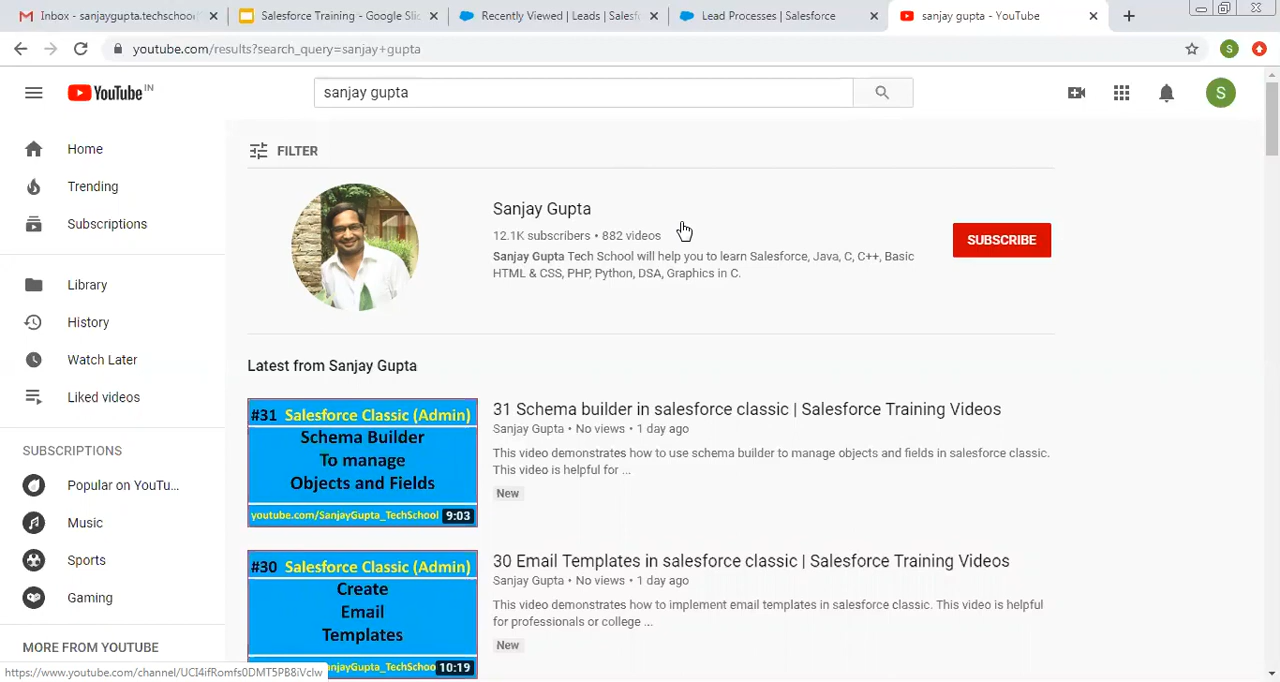 Inbox - sanjaygupta.techschool
Salesforce Training - Google Slic
Recently Viewed | Leads | Salesf
Lead Processes | Salesforce
sanjay gupta - YouTube
youtube.com/results?search_query=sanjay+gupta
S
YouTube IN
sanjay gupta
S
Home
Trending
Subscriptions
Library
History
Watch Later
Liked videos
SUBSCRIPTIONS
Popular on YouTu...
Music
Sports
Gaming
MORE FROM YOUTUBE
FILTER
Sanjay Gupta
12.1K subscribers • 882 videos
Sanjay Gupta Tech School will help you to learn Salesforce, Java, C, C++, Basic
HTML & CSS, PHP, Python, DSA, Graphics in C.
SUBSCRIBE
Latest from Sanjay Gupta
#31 Salesforce Classic (Admin)
Schema Builder
To manage
Objects and Fields
youtube.com/SanjayGupta_TechSchool
9:03
31 Schema builder in salesforce classic | Salesforce Training Videos
Sanjay Gupta • No views • 1 day ago
This video demonstrates how to use schema builder to manage objects and fields in salesforce classic.
This video is helpful for ...
New
#30 Salesforce Classic (Admin)
Create
Email
Templates
njayGupta_TechSchoo
10:19
30 Email Templates in salesforce classic | Salesforce Training Videos
Sanjay Gupta • No views • 1 day ago
This video demonstrates how to implement email templates in salesforce classic. This video is helpful
for professionals or college ...
New
https://www.youtube.com/channel/UCI4ifRomfs0DMT5PB8iVclw